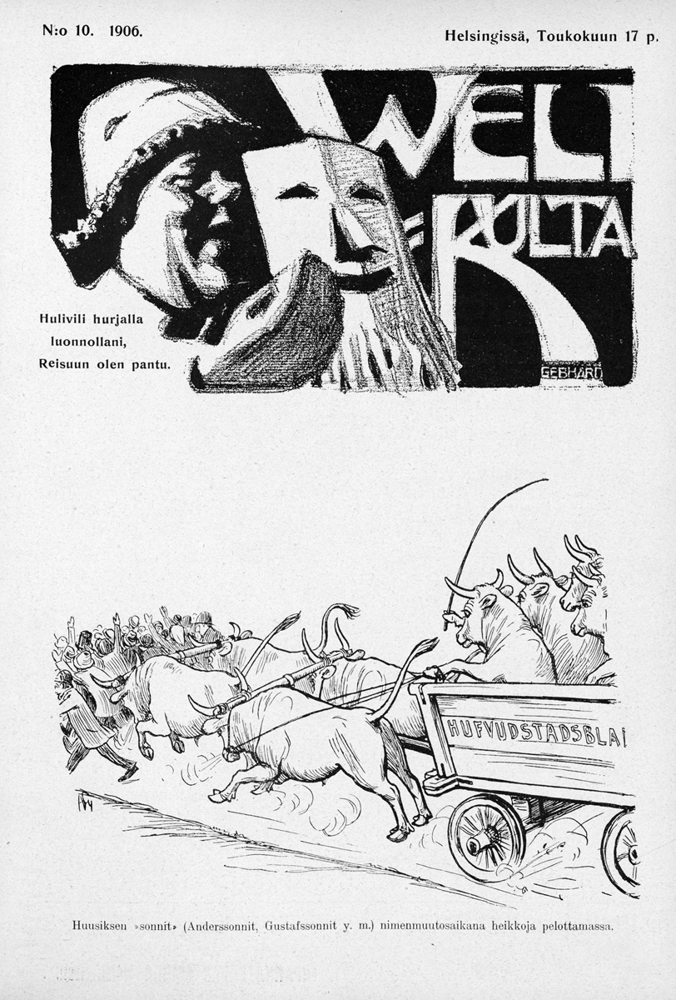 N:o 10. 1906.
Helsingissä, Toukokuun 17 p.
WELI
=KULTA
Hulivili hurjalla
luonnollani,
Reisuun olen pantu.
GEBHARD
HUFVUDSTADSBLA
Huusiksen »sonnit» (Anderssonnit, Gustafssonnit y. m.) nimenmuutosaikana heikkoja pelottamassa.